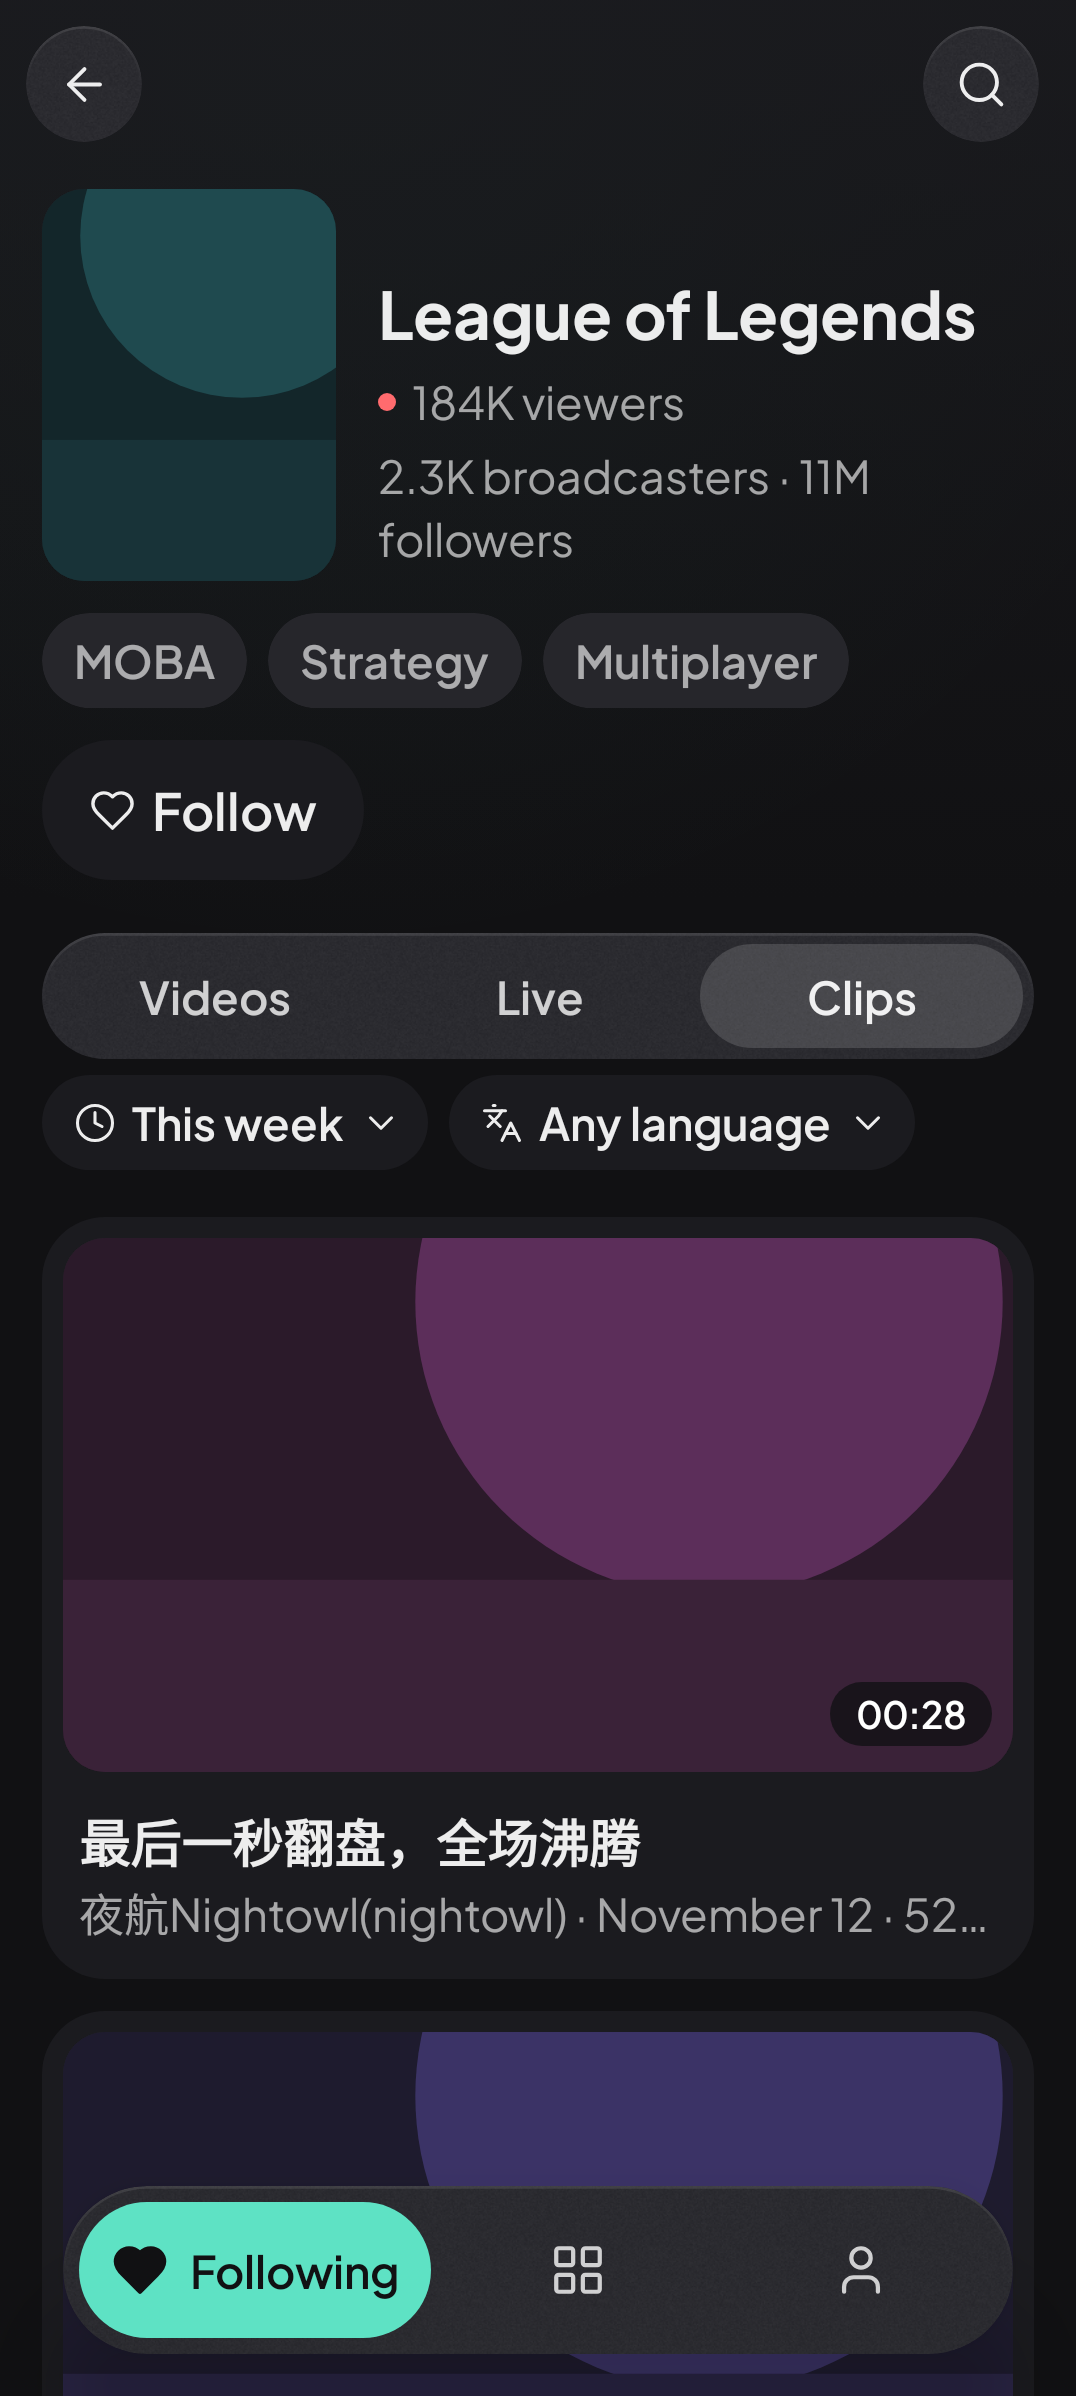 League of Legends
184K viewers
2.3K broadcasters · 11M
followers
MOBA
Strategy
Multiplayer
Follow
Videos
Live
Clips
This week
Any language
00:28
最后一秒翻盘，全场沸腾
夜航Nightowl(nightowl) · November 12 · 52...
Following